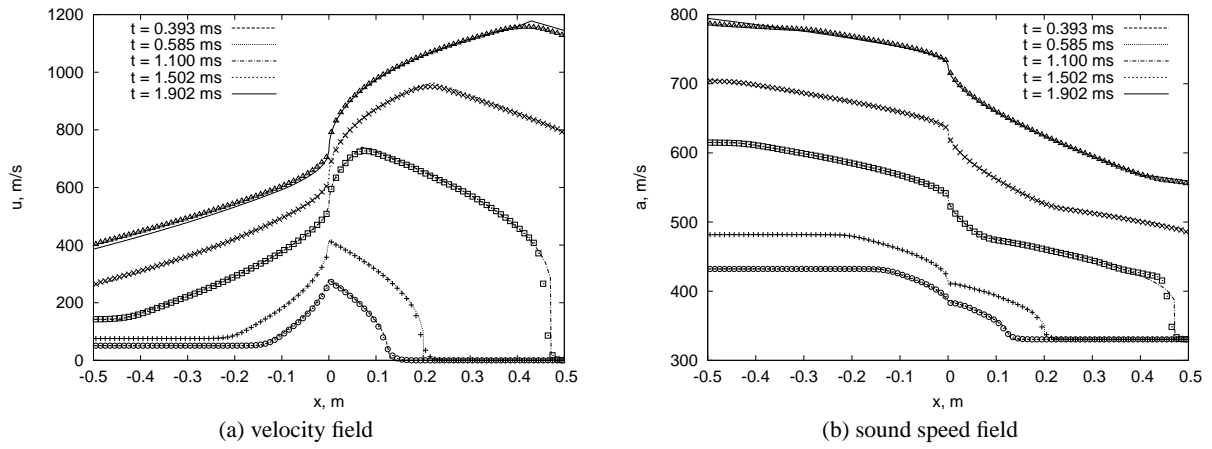 1200
1000
800
600
400
200
0
u, m/s
t = 0.393 ms
t = 0.585 ms
t = 1.100 ms
t = 1.502 ms
t = 1.902 ms
-0.5 -0.4 -0.3 -0.2 -0.1 0 0.1 0.2 0.3 0.4 0.5
x, m
(a) velocity field
800
700
600
500
400
300
a, m/s
t = 0.393 ms
t = 0.585 ms
t = 1.100 ms
t = 1.502 ms
t = 1.902 ms
-0.5 -0.4 -0.3 -0.2 -0.1 0 0.1 0.2 0.3 0.4 0.5
x, m
(b) sound speed field